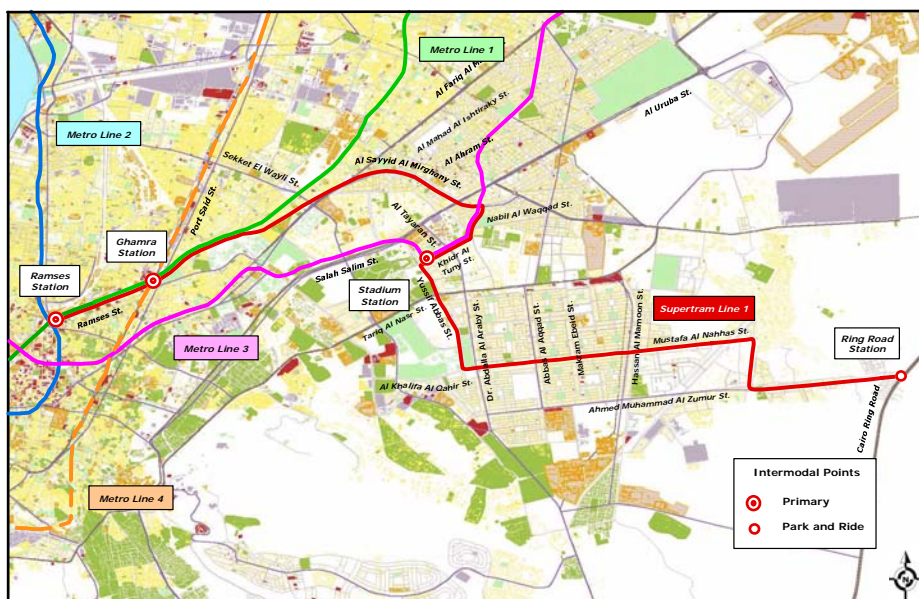 Metro Line 1
Al Fariq Al M
Al Mahad Al Ishtiraky St.
Al Ahram St.
Al Uruba St.
Metro Line 2
Sekket El Wayli St.
Al Sayyid Al Mirghany St.
Port Said St.
Al Tayaran St.
Nabil Al Waqqad St.
Ghamra
Station
Khidr Al
Tuny St.
Ramses
Station
Salah Salim St.
Stadium
Station
Yussif Abbas St.
Ramses St.
Tariq Al Nasr St.
Metro Line 3
Dr. Abdalla Al Araby St.
Abbas Al Aqqad St.
Makram Ebeid St.
Hassan Al Mamoon St.
Supertram Line 1
Mustafa Al Nahhas St.
Ring Road
Station
Al Khalifa Al Qahir St.
Ahmed Muhammad Al Zumur St.
Cairo Ring Road
Metro Line 4
Intermodal Points
Primary
Park and Ride
N